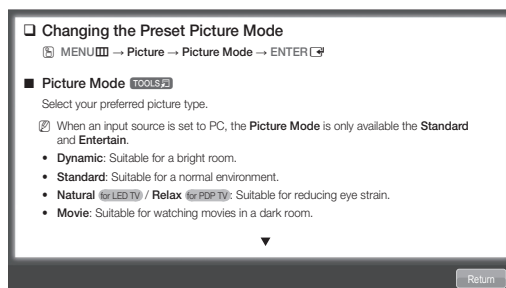 ❑ Changing the Preset Picture Mode
MENU → Picture → Picture Mode → ENTER
■ Picture Mode TOOLS
Select your preferred picture type.
When an input source is set to PC, the Picture Mode is only available the Standard
and Entertain.
• Dynamic: Suitable for a bright room.
• Standard: Suitable for a normal environment.
• Natural for LED TV / Relax for PDP TV: Suitable for reducing eye strain.
• Movie: Suitable for watching movies in a dark room.
▼
Return